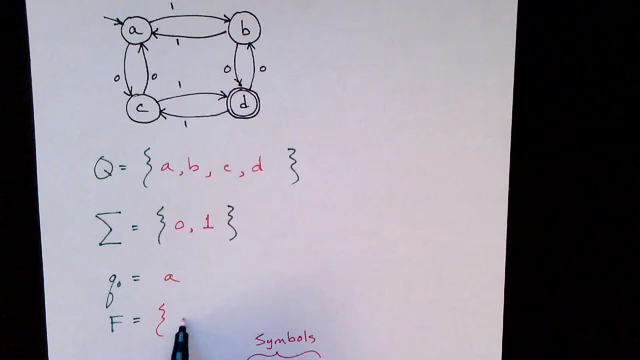 1
a b
1
0 0 0 0
1
c d
1
Q = { a, b, c, d }
Σ = { 0, 1 }
q₀ = a
F = {
Symbols